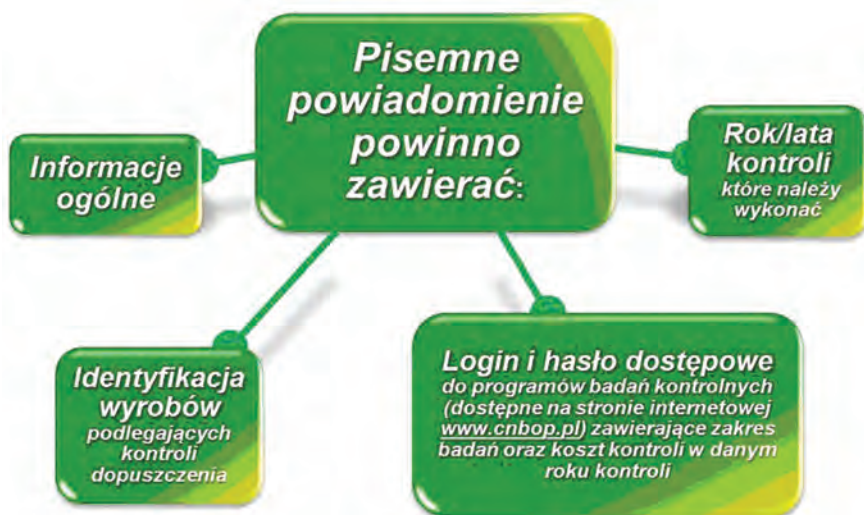 Pisemne
powiadomienie
powinno
zawierać:
Informacje
ogólne
Rok/lata
kontroli
które należy
wykonać
Identyfikacja
wyrobów
podlegających
kontroli
dopuszczenia
Login i hasło dostępowe
do programów badań kontrolnych
(dostępne na stronie internetowej
www.cnbop.pl) zawierające zakres
badań oraz koszt kontroli w danym
roku kontroli